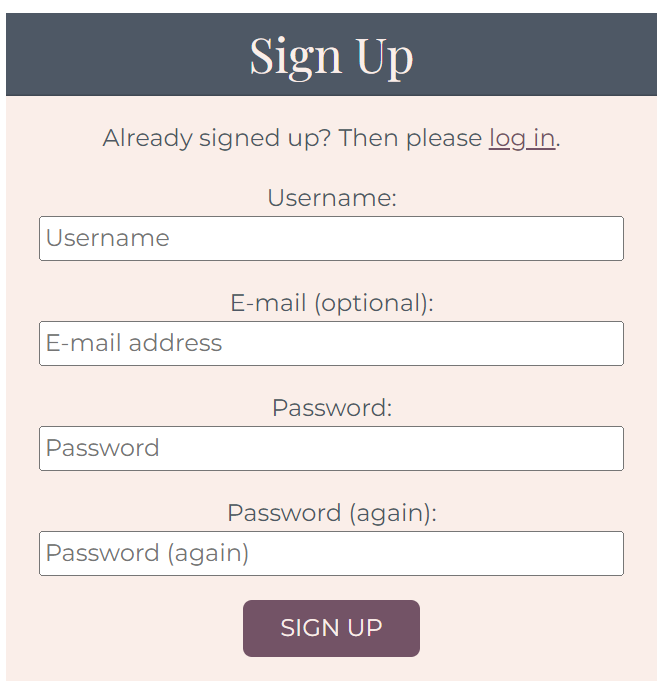 Sign Up
Already signed up? Then please log in.
Username:
Username
E-mail (optional):
E-mail address
Password:
Password
Password (again):
Password (again)
SIGN UP